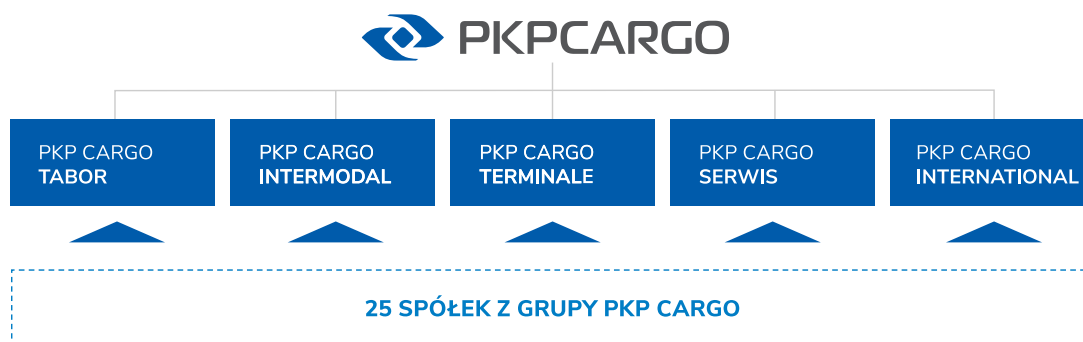 PKPCARGO
PKP CARGO
TABOR
PKP CARGO
INTERMODAL
PKP CARGO
TERMINALE
PKP CARGO
SERWIS
PKP CARGO
INTERNATIONAL
25 SPÓŁEK Z GRUPY PKP CARGO